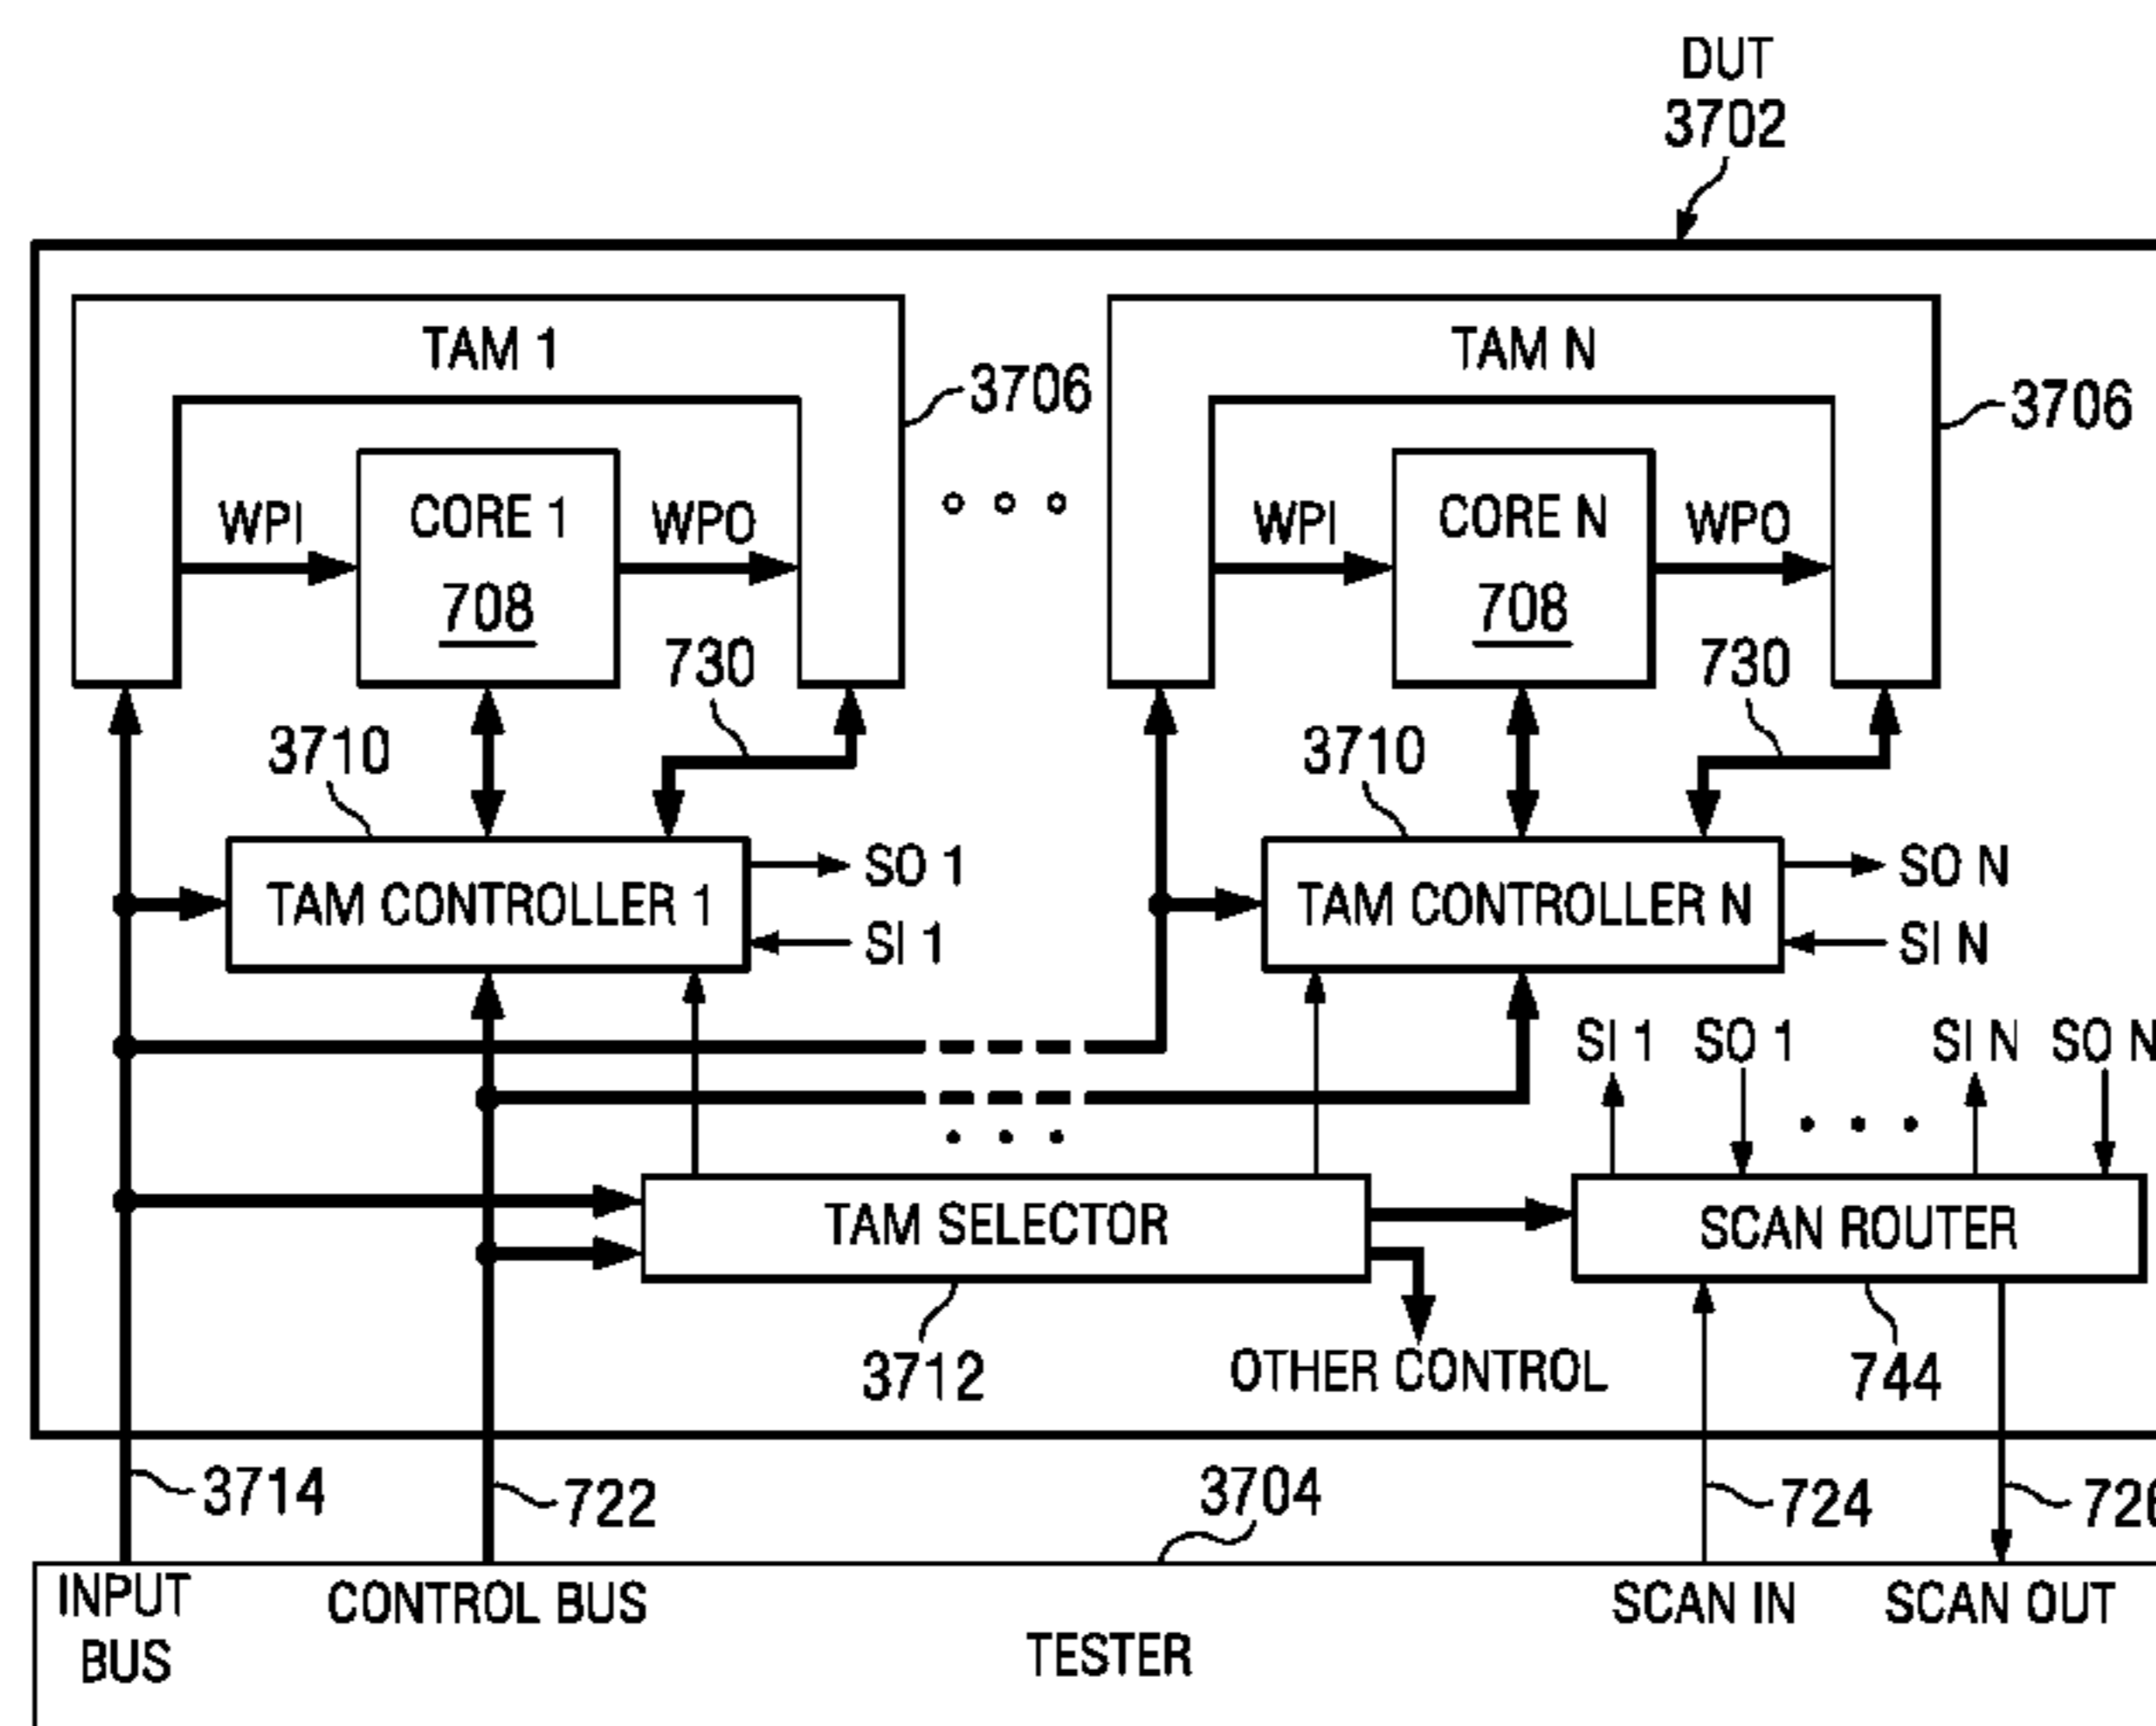 DUT
3702
TAM 1
TAM N
3706
3706
WPI
CORE 1
WPO
WPI
CORE N
WPO
708
708
730
730
3710
3710
SO 1
SO N
TAM CONTROLLER 1
TAM CONTROLLER N
SI 1
SI N
SI 1
SO 1
SI N
SO N
TAM SELECTOR
SCAN ROUTER
3712
OTHER CONTROL
744
3714
722
3704
724
INPUT
BUS
CONTROL BUS
TESTER
SCAN IN
SCAN OUT